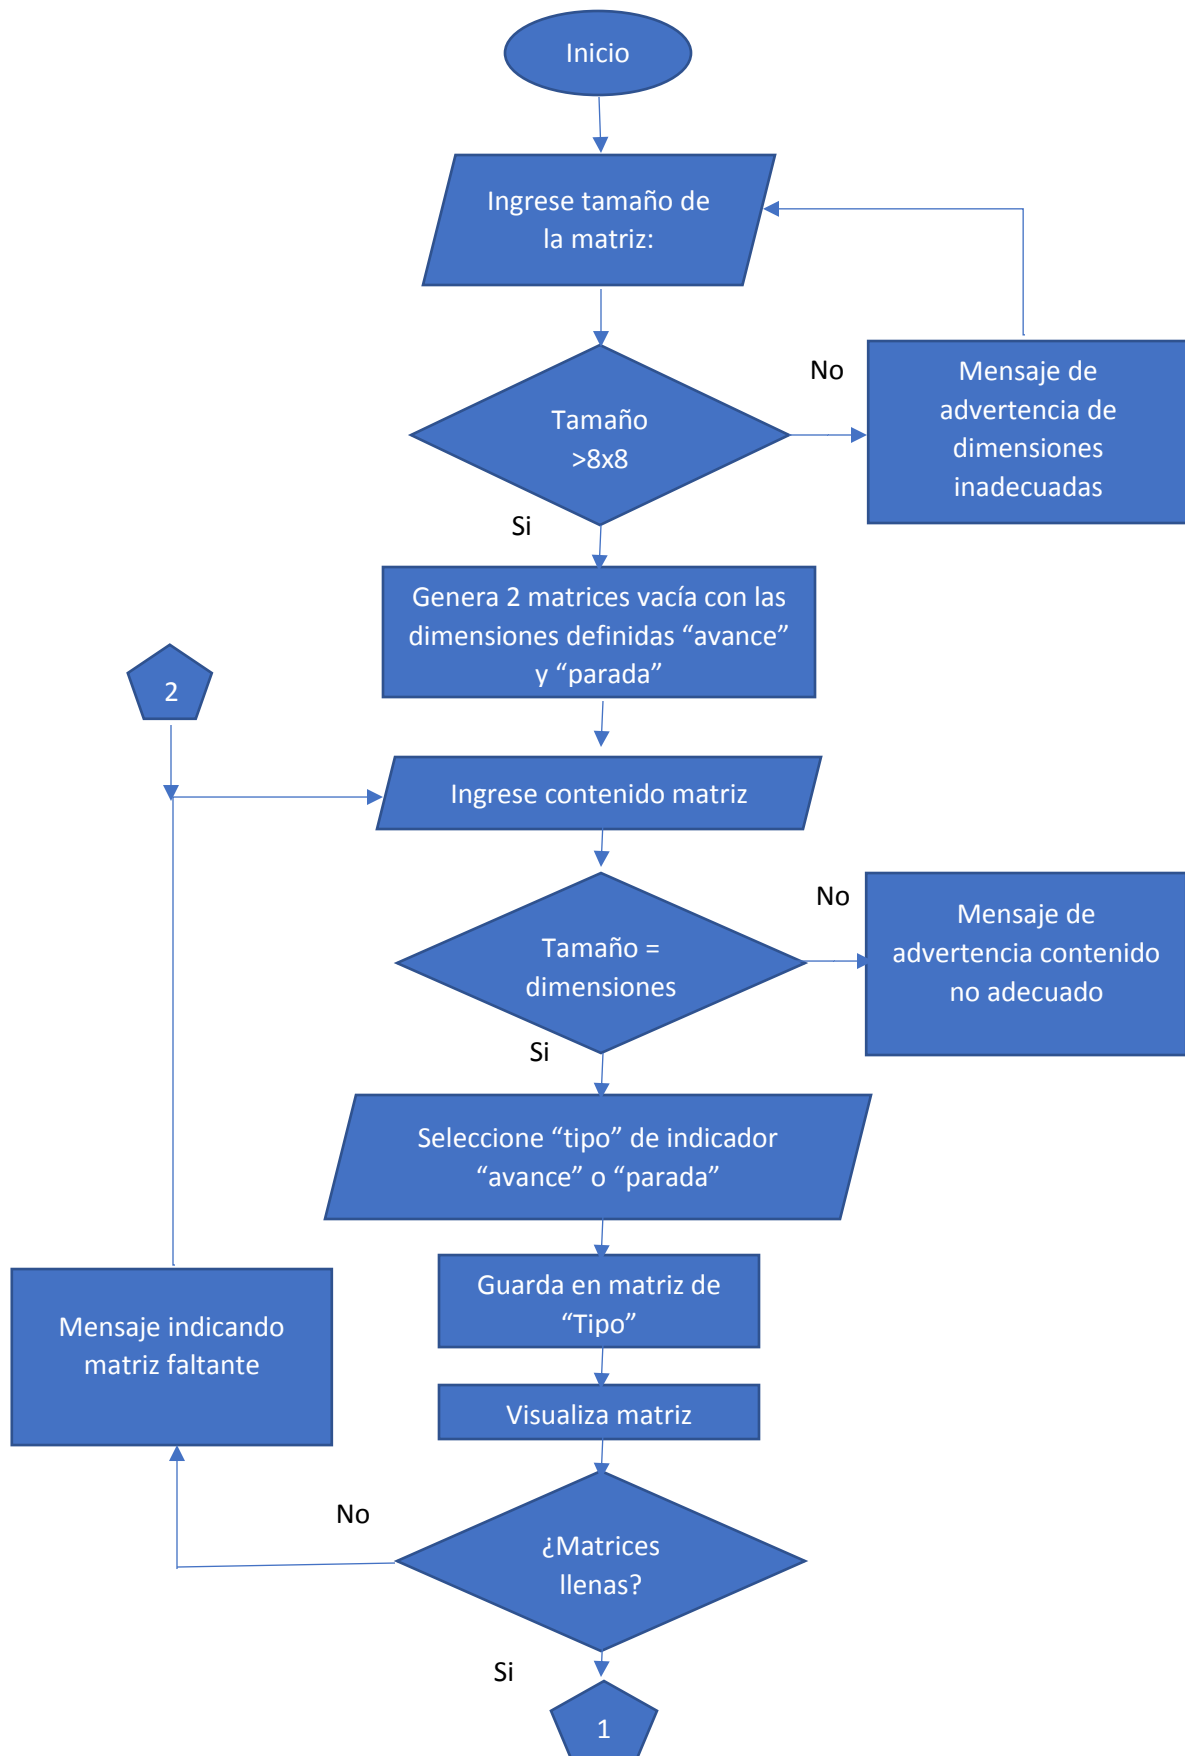 Inicio
Ingrese tamaño de
la matriz:
Tamaño
>8x8
No
Mensaje de
advertencia de
dimensiones
inadecuadas
Si
Genera 2 matrices vacía con las
dimensiones definidas “avance”
y “parada”
2
Ingrese contenido matriz
Tamaño =
dimensiones
No
Mensaje de
advertencia contenido
no adecuado
Si
Seleccione “tipo” de indicador
“avance” o “parada”
Guarda en matriz de
“Tipo”
Mensaje indicando
matriz faltante
Visualiza matriz
No
¿Matrices
llenas?
Si
1